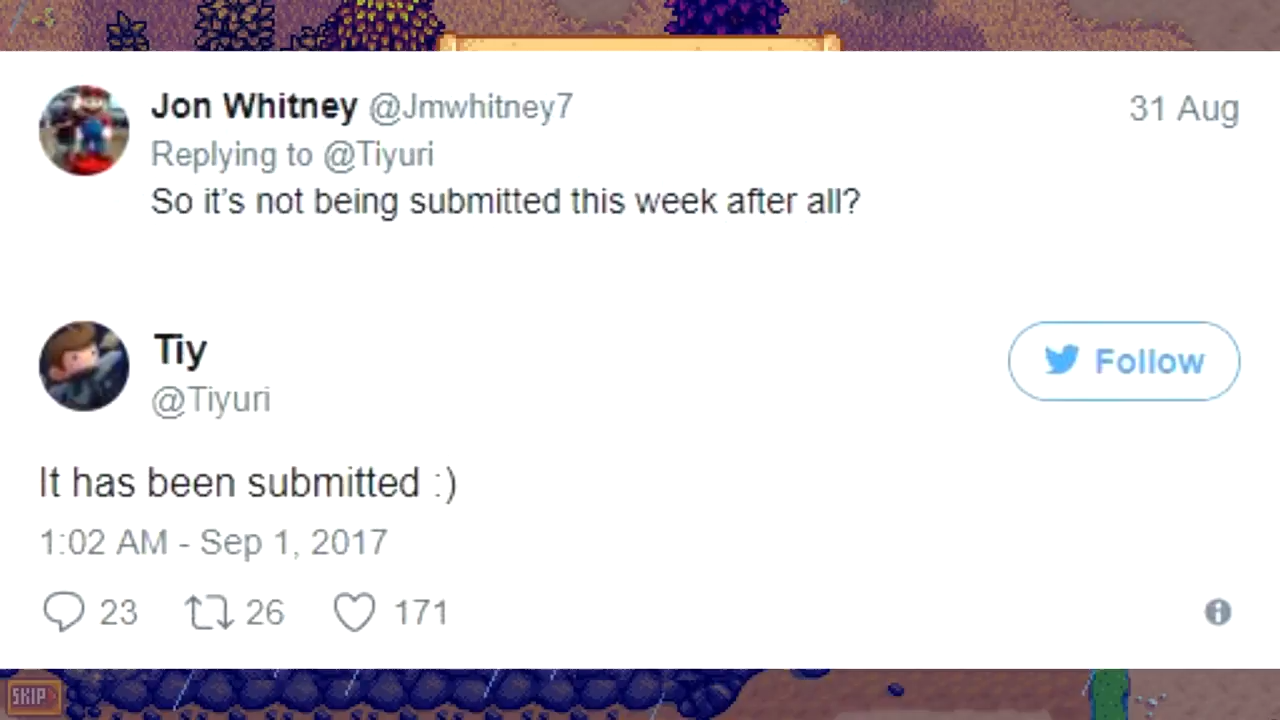 Jon Whitney @Jmwhitney7 31 Aug
Replying to @Tiyuri
So it’s not being submitted this week after all?
Tiy
Follow
@Tiyuri
It has been submitted :)
1:02 AM - Sep 1, 2017
23 26 171
SKIP